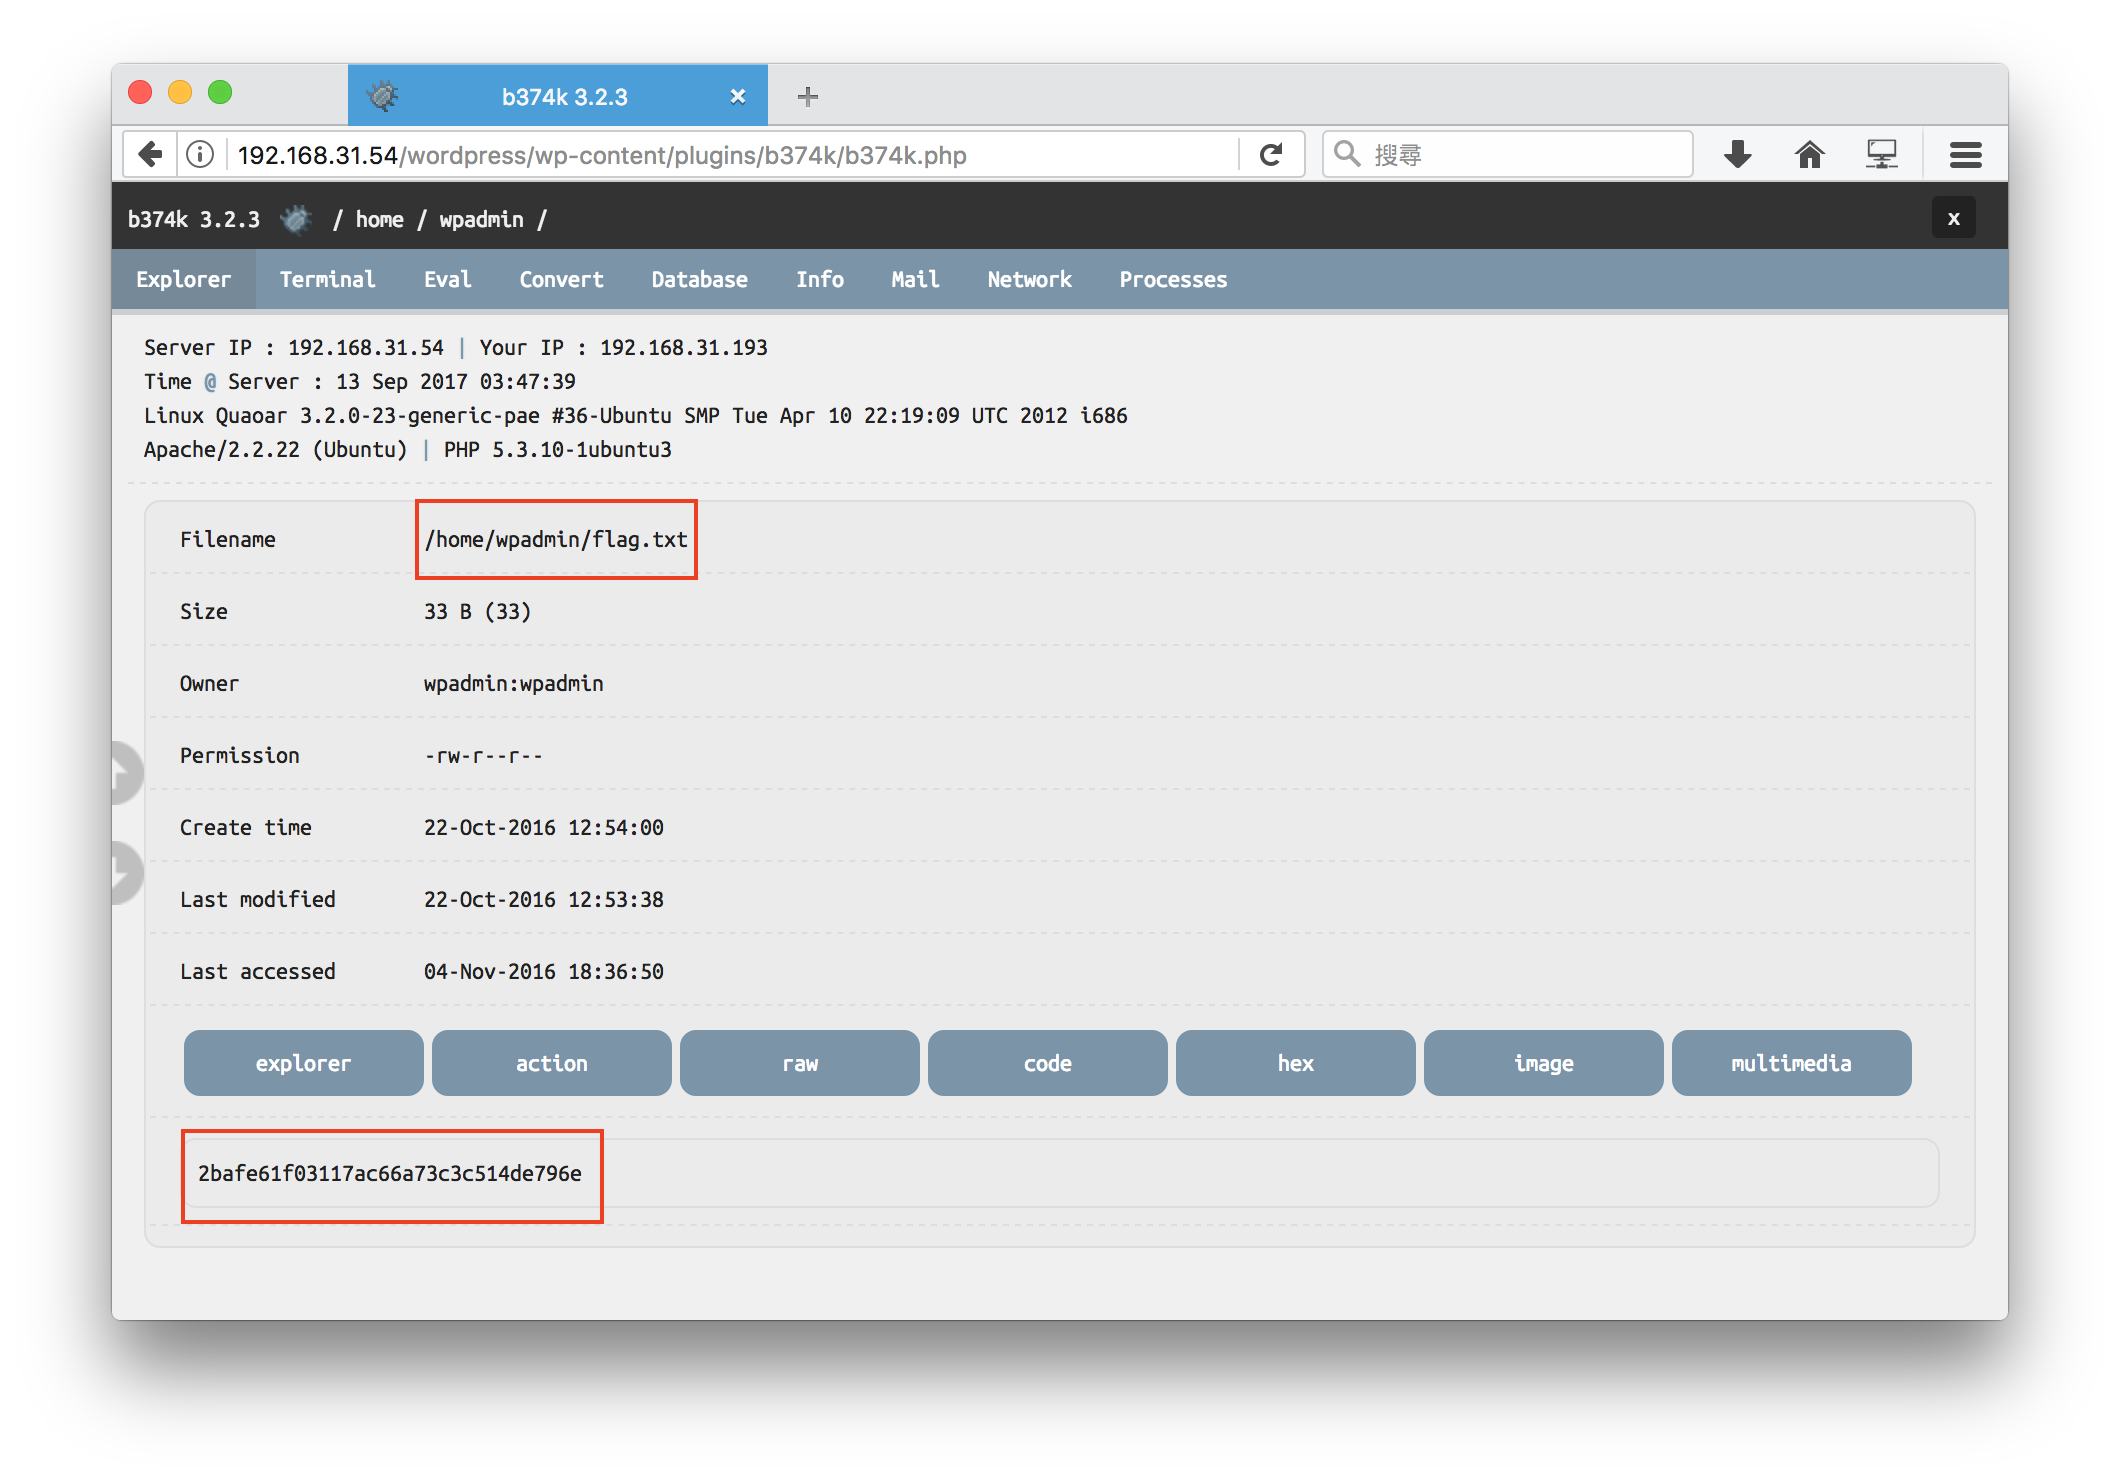 b374k 3.2.3
192.168.31.54/wordpress/wp-content/plugins/b374k/b374k.php
搜尋
b374k 3.2.3 / home / wpadmin /
x
Explorer Terminal Eval Convert Database Info Mail Network Processes
Server IP : 192.168.31.54 | Your IP : 192.168.31.193
Time @ Server : 13 Sep 2017 03:47:39
Linux Quaoar 3.2.0-23-generic-pae #36-Ubuntu SMP Tue Apr 10 22:19:09 UTC 2012 i686
Apache/2.2.22 (Ubuntu) | PHP 5.3.10-1ubuntu3
Filename /home/wpadmin/flag.txt
Size 33 B (33)
Owner wpadmin:wpadmin
Permission -rw-r--r--
Create time 22-Oct-2016 12:54:00
Last modified 22-Oct-2016 12:53:38
Last accessed 04-Nov-2016 18:36:50
explorer action raw code hex image multimedia
2bafe61f03117ac66a73c3c514de796e